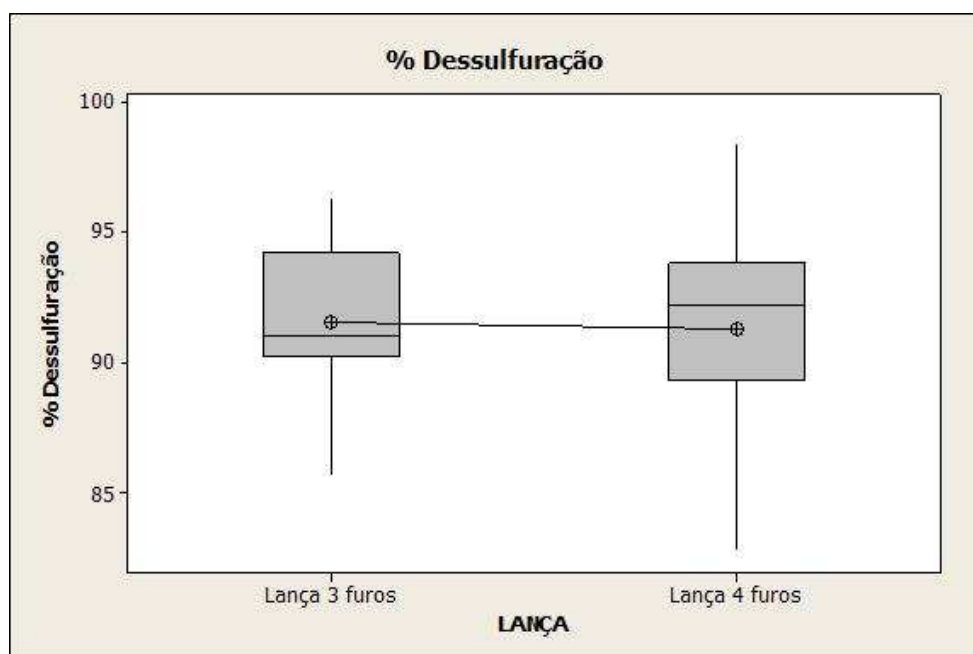 % Dessulfuração
100
95
90
85
%Dessulfuração
Lança 3 furos
Lança 4 furos
LANÇA